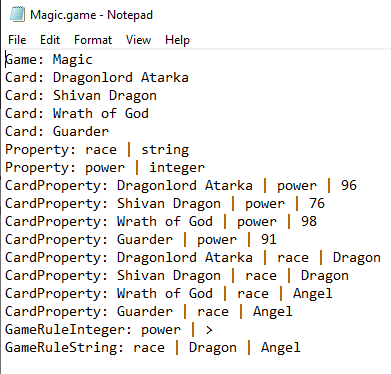 Magic.game - Notepad
File Edit Format View Help
Game: Magic
Card: Dragonlord Atarka
Card: Shivan Dragon
Card: Wrath of God
Card: Guarder
Property: race | string
Property: power | integer
CardProperty: Dragonlord Atarka | power | 96
CardProperty: Shivan Dragon | power | 76
CardProperty: Wrath of God | power | 98
CardProperty: Guarder | power | 91
CardProperty: Dragonlord Atarka | race | Dragon
CardProperty: Shivan Dragon | race | Dragon
CardProperty: Wrath of God | race | Angel
CardProperty: Guarder | race | Angel
GameRuleInteger: power | >
GameRuleString: race | Dragon | Angel